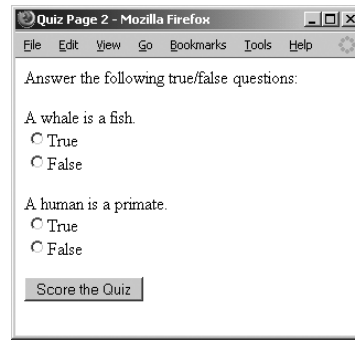 Quiz Page 2 - Mozilla Firefox
File Edit View Go Bookmarks Tools Help
Answer the following true/false questions:
A whale is a fish.
True
False
A human is a primate.
True
False
Score the Quiz